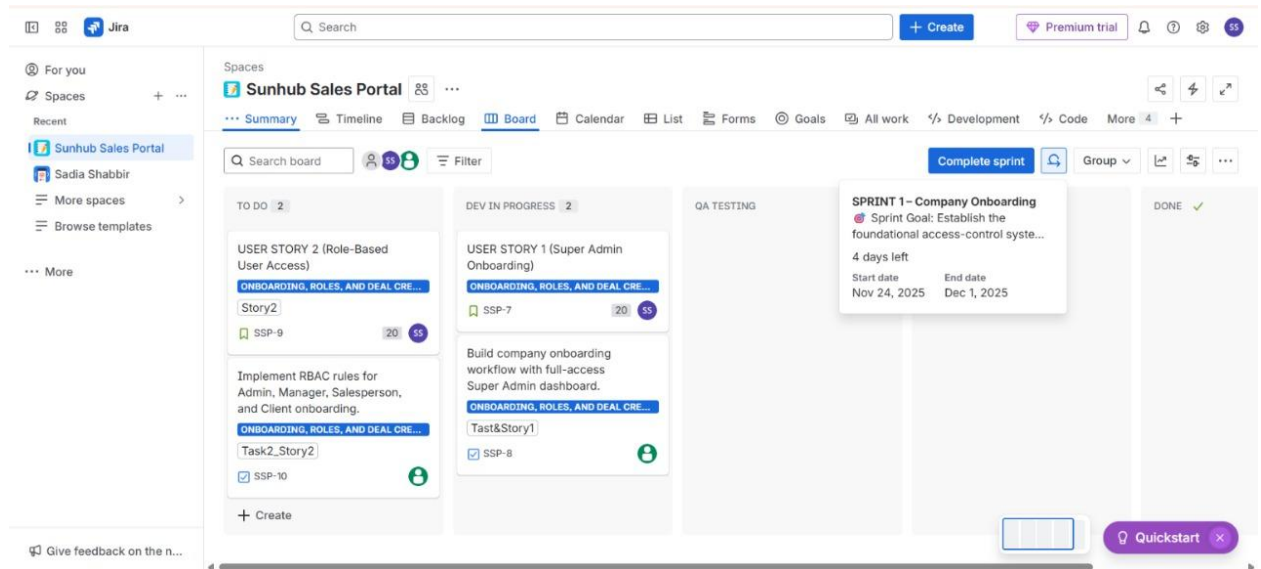 Jira
Search
+ Create
Premium trial
SS
For you
Spaces
Recent
Sunhub Sales Portal
Sadia Shabbir
More spaces
Browse templates
More
Give feedback on the n...
Spaces
Sunhub Sales Portal
Summary
Timeline
Backlog
Board
Calendar
List
Forms
Goals
All work
Development
Code
More 4
Search board
SS
Filter
Complete sprint
Group
TO DO 2
USER STORY 2 (Role-Based
User Access)
ONBOARDING, ROLES, AND DEAL CRE...
Story2
SSP-9
20
SS
Implement RBAC rules for
Admin, Manager, Salesperson,
and Client onboarding.
ONBOARDING, ROLES, AND DEAL CRE...
Task2_Story2
SSP-10
+ Create
DEV IN PROGRESS 2
USER STORY 1 (Super Admin
Onboarding)
ONBOARDING, ROLES, AND DEAL CRE...
SSP-7
20
SS
Build company onboarding
workflow with full-access
Super Admin dashboard.
ONBOARDING, ROLES, AND DEAL CRE...
Tast&Story1
SSP-8
QA TESTING
SPRINT 1 – Company Onboarding
🎯 Sprint Goal: Establish the
foundational access-control syste...
4 days left
Start date
Nov 24, 2025
End date
Dec 1, 2025
DONE
Quickstart